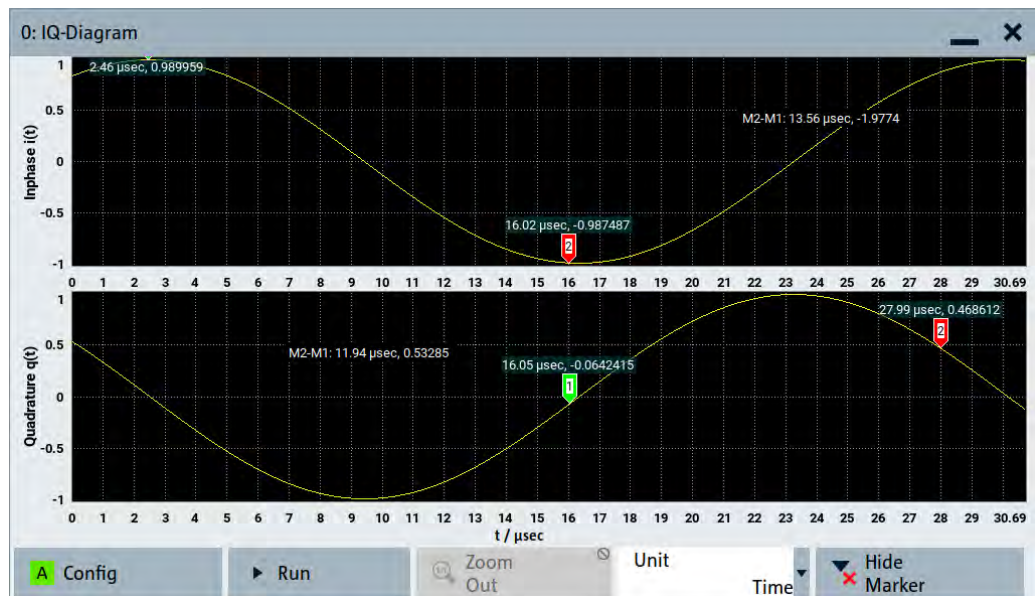 0: IQ-Diagram
Inphase i(t)
1
0.5
0
-0.5
-1
2.46 µsec, 0.989959
M2-M1: 13.56 µsec, -1.9774
16.02 µsec, -0.987487
2
0 1 2 3 4 5 6 7 8 9 10 11 12 13 14 15 16 17 18 19 20 21 22 23 24 25 26 27 28 29 30.69
Quadrature q(t)
1
0.5
0
-0.5
-1
27.99 µsec, 0.468612
2
M2-M1: 11.94 µsec, 0.53285
16.05 µsec, -0.0642415
1
0 1 2 3 4 5 6 7 8 9 10 11 12 13 14 15 16 17 18 19 20 21 22 23 24 25 26 27 28 29 30.69
t / µsec
A Config
Run
Zoom
Out
Unit
Time
Hide
Marker